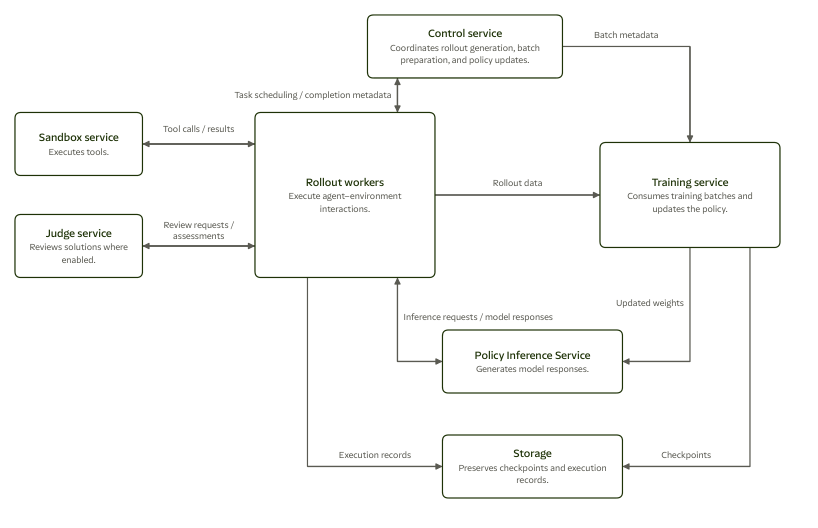 Control service
Coordinates rollout generation, batch
preparation, and policy updates.
Batch metadata
Task scheduling / completion metadata
Sandbox service
Executes tools.
Tool calls / results
Rollout workers
Execute agent–environment
interactions.
Rollout data
Training service
Consumes training batches and
updates the policy.
Judge service
Reviews solutions where
enabled.
Review requests /
assessments
Updated weights
Inference requests / model responses
Policy Inference Service
Generates model responses.
Execution records
Storage
Preserves checkpoints and execution
records.
Checkpoints